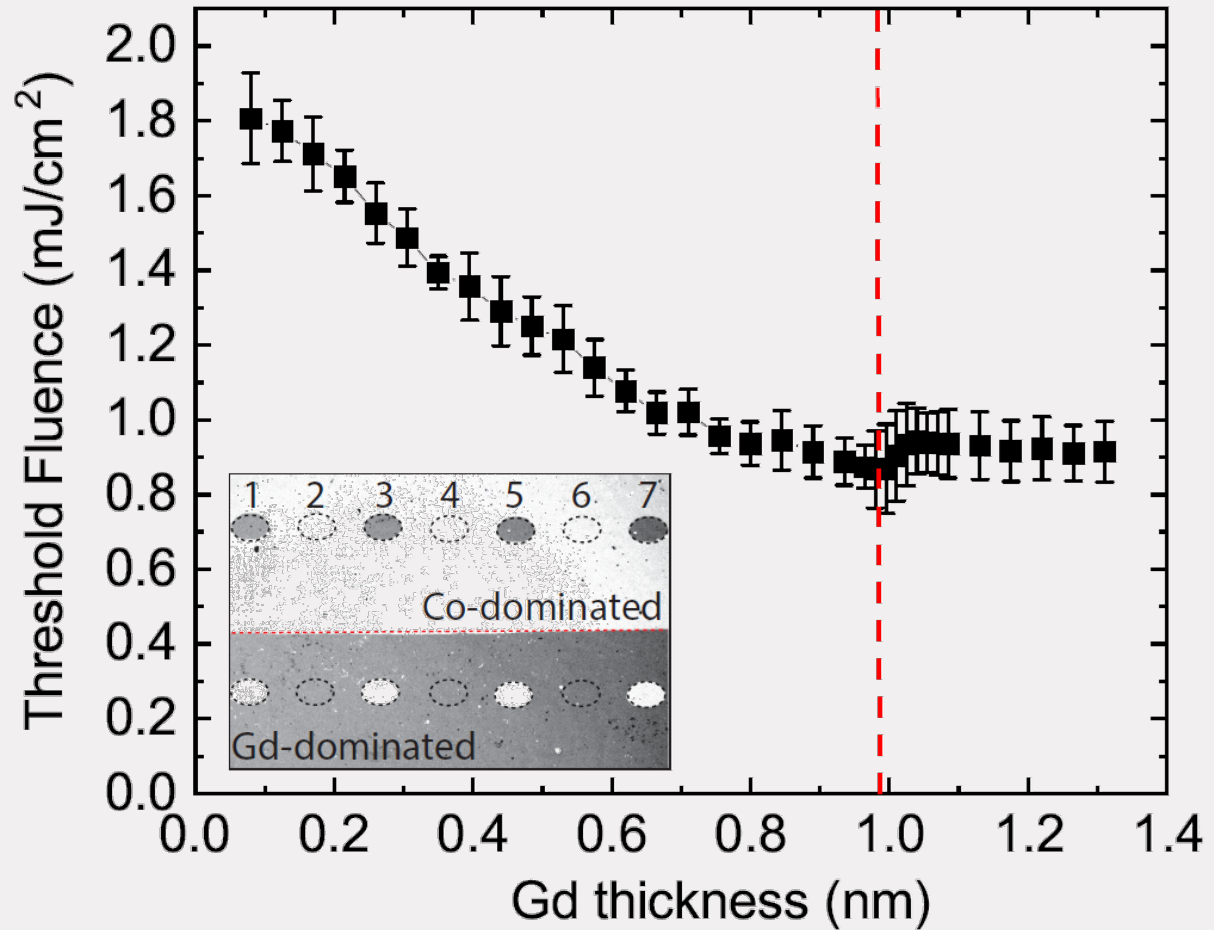 Threshold Fluence (mJ/cm²)
2.0
1.8
1.6
1.4
1.2
1.0
0.8
0.6
0.4
0.2
0.0
1 2 3 4 5 6 7
Co-dominated
Gd-dominated
0.0 0.2 0.4 0.6 0.8 1.0 1.2 1.4
Gd thickness (nm)